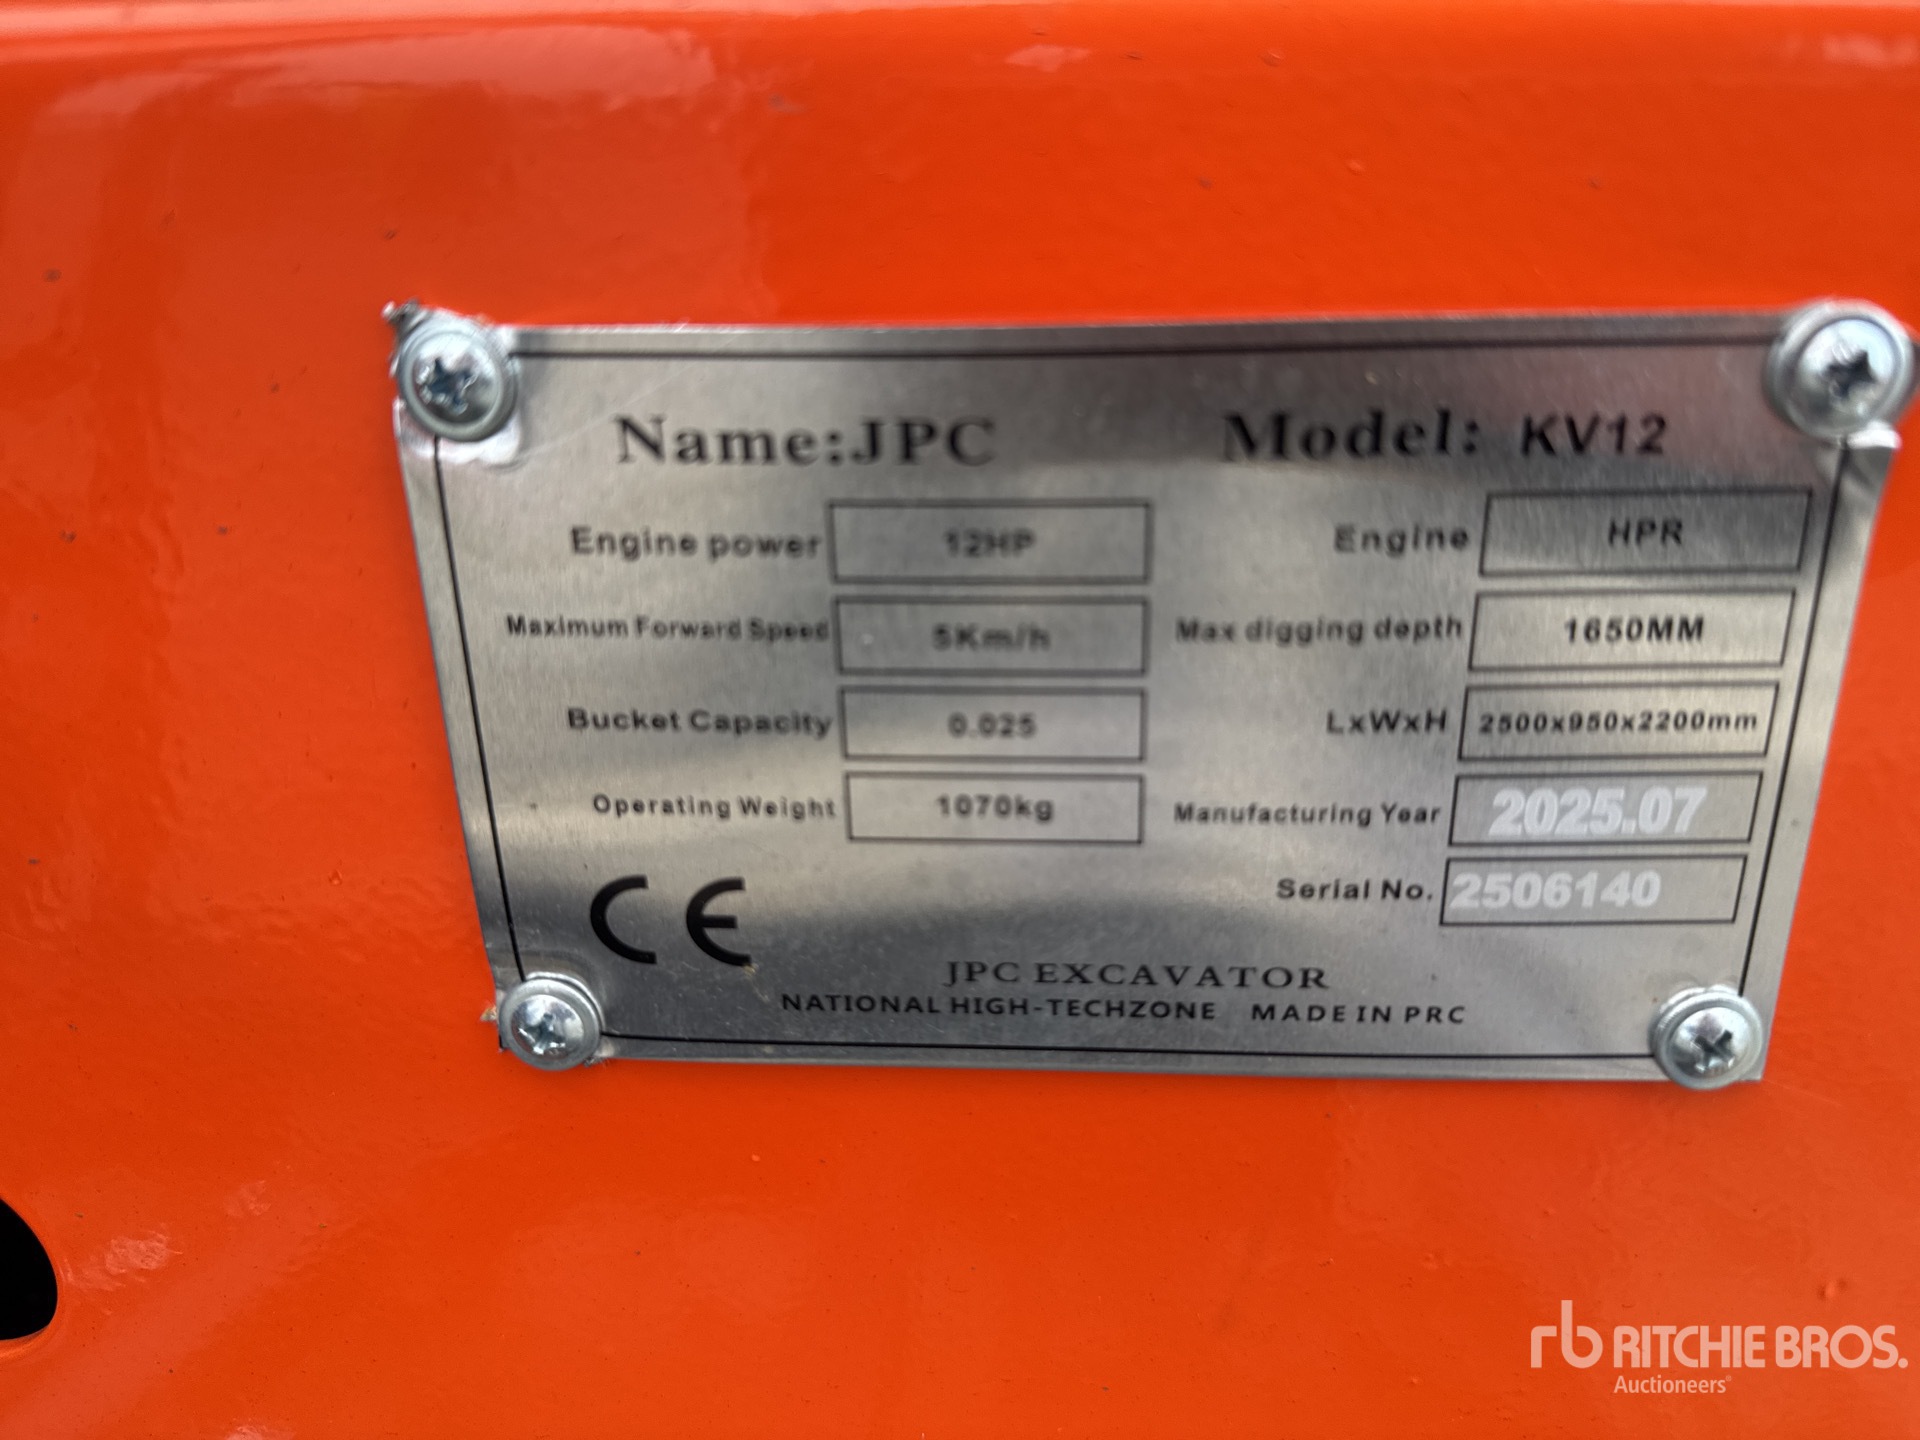 Name:JPC Model: KV12
Engine power 12HP Engine HPR
Maximum Forward Speed 5Km/h Max digging depth 1650MM
Bucket Capacity 0.025 LxWxH 2500x950x2200mm
Operating Weight 1070kg Manufacturing Year 2025.07
Serial No. 2506140
CE
JPC EXCAVATOR
NATIONAL HIGH-TECHZONE MADE IN PRC
rb RITCHIE BROS.
Auctioneers